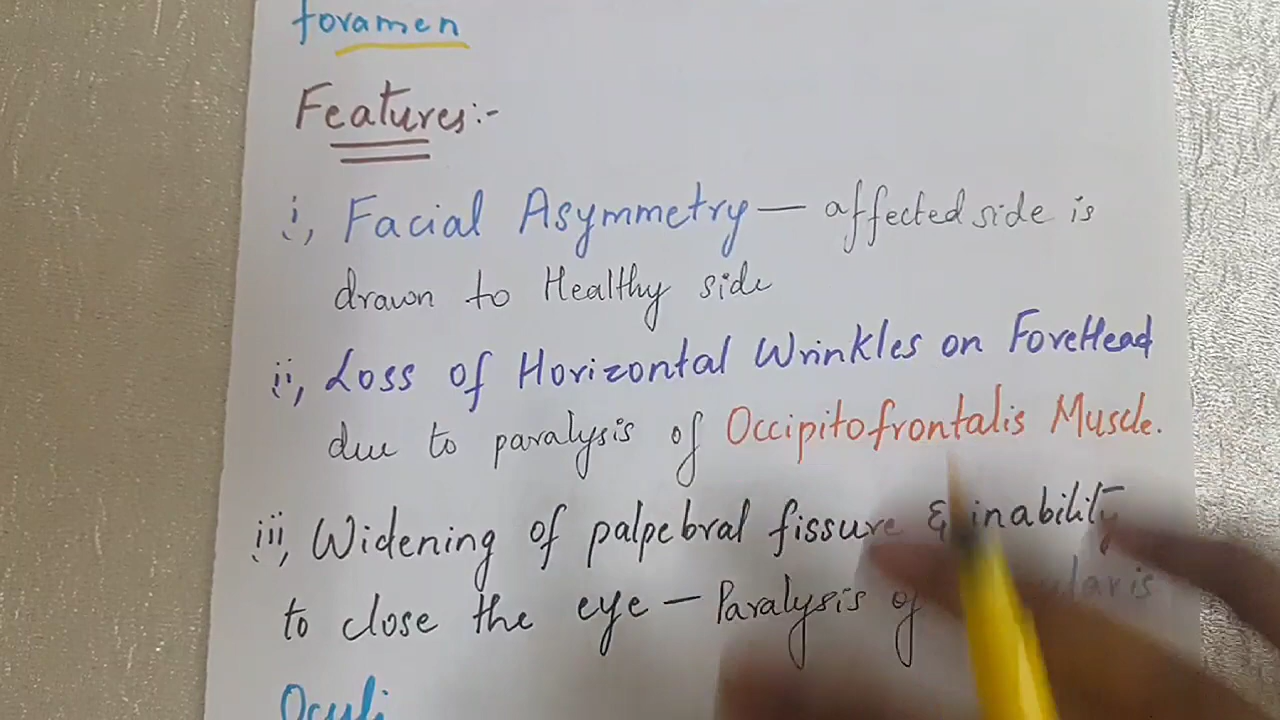 foramen
Features:-
i, Facial Asymmetry — affected side is
drawn to Healthy side
ii, Loss of Horizontal Wrinkles on ForeHead
due to paralysis of Occipitofrontalis Muscle.
iii, Widening of palpebral fissure & inability
to close the eye — Paralysis of
Oculi